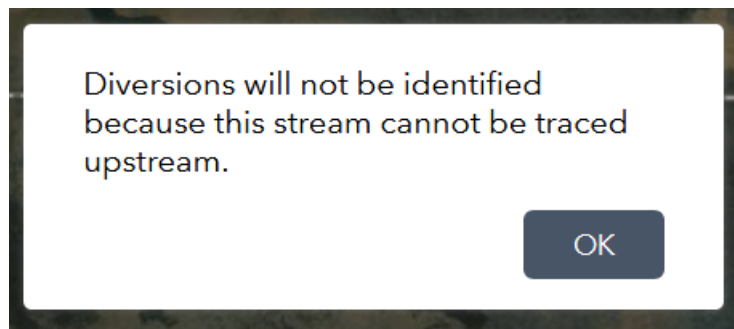 Diversions will not be identified
because this stream cannot be traced
upstream.
OK